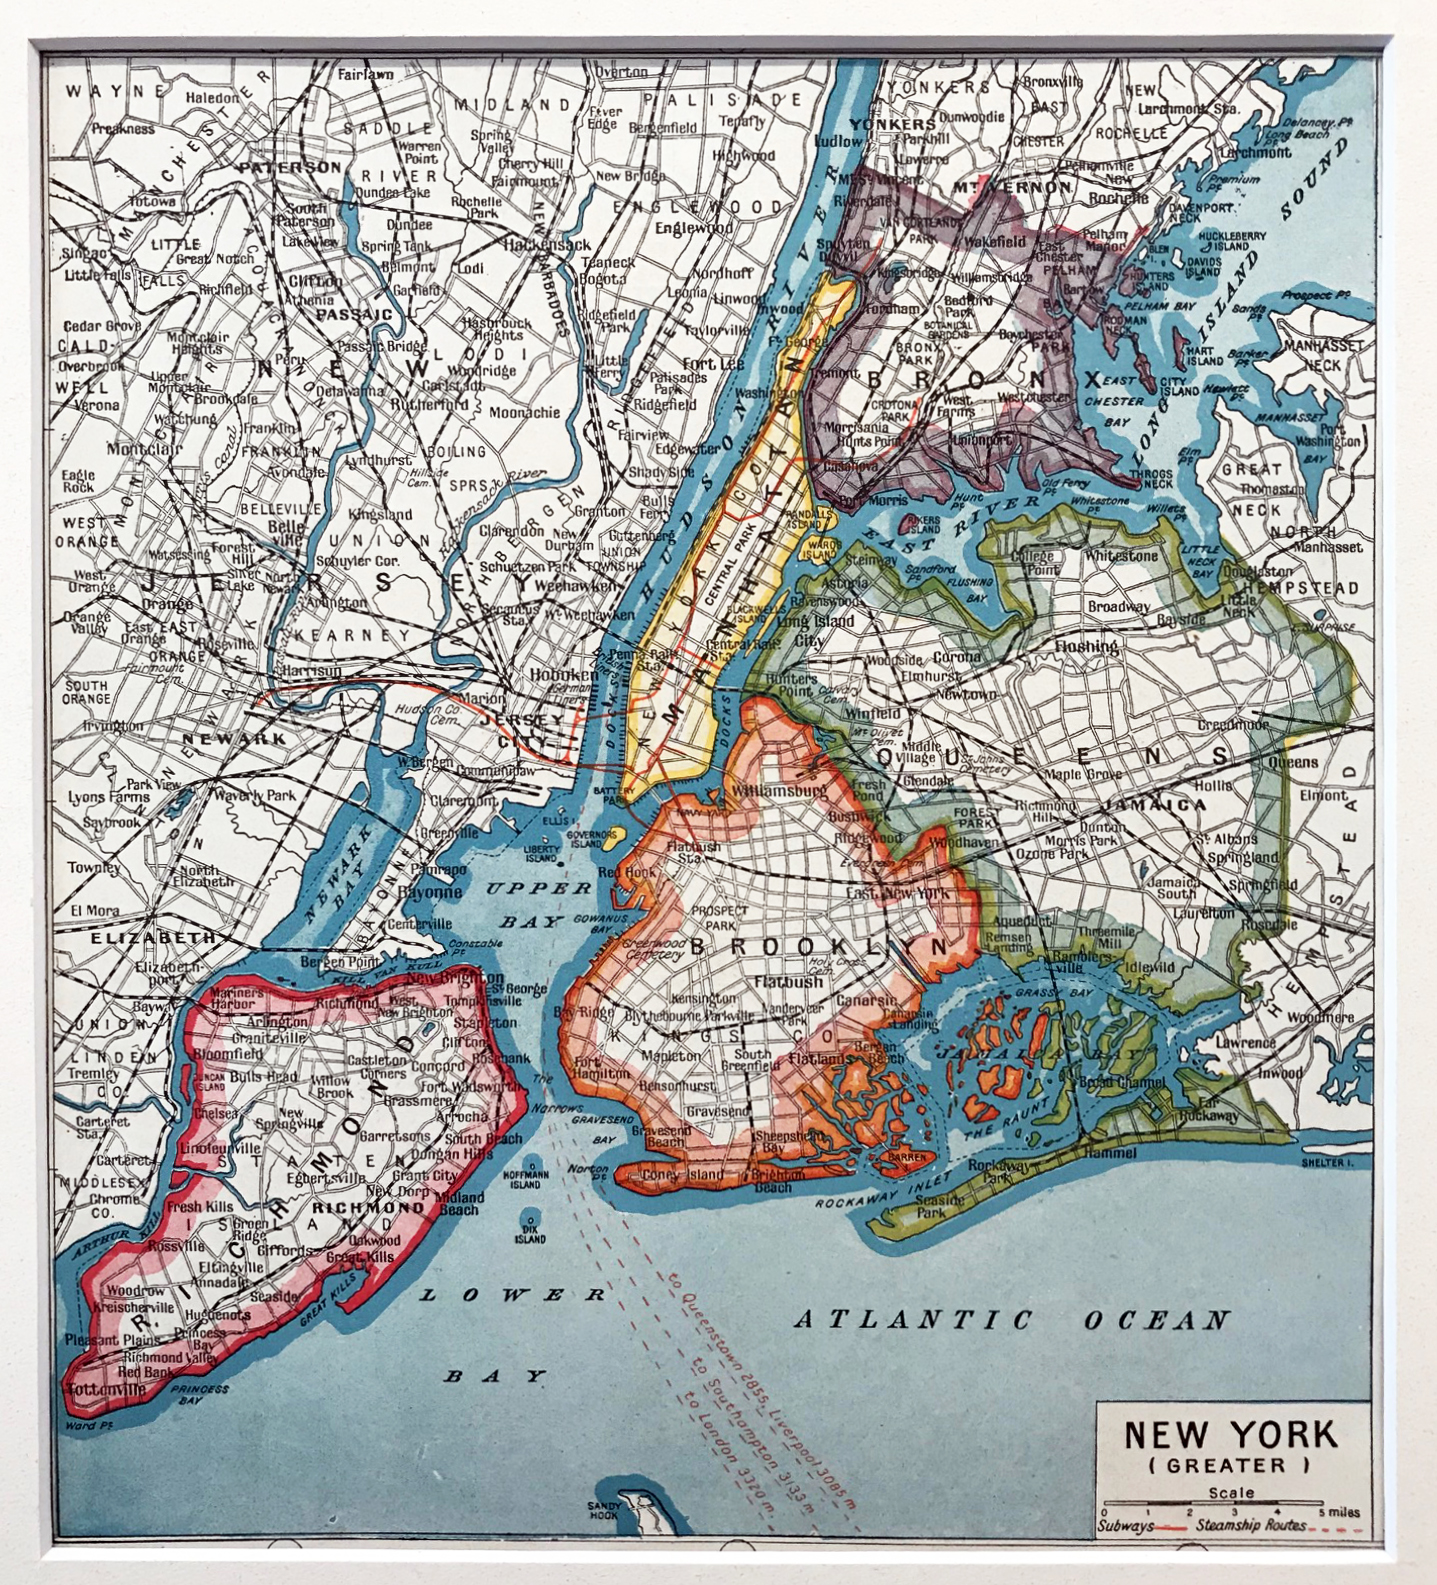 WAYNE
Haledon
Preakness
MANCHESTER
Fairlawn
SADDLE
RIVER
Warren
Point
PATERSON
Totowa
South
Paterson
Lakeview
Dundee Lake
Dundee
Spring Tank
Belmont
Garfield
Clifton
Athenia
PASSAIC
Passaic Bridge
Singac
Little Falls
LITTLE
FALLS
Great Notch
Richfield
ACQUACKANONCK
MIDLAND
Spring
Valley
Cherry Hill
Fairmount
Rochelle
Park
Hackensack
Lodi
LODI
Hasbrouck
Heights
Woodridge
Carlstadt
Rutherford
Moonachie
NEW BARBADOES
Overton
PALISADE
River
Edge
Bergenfield
Tenafly
Highwood
New Bridge
ENGLEWOOD
Englewood
Teaneck
Bogota
Nordhoff
Leonia
Linwood
Ridgefield
Park
Taylorville
Little
Ferry
Fort Lee
Palisades
Park
Ridgefield
RIDGEFIELD
Fairview
Edgewater
Shady Side
Bulls
Ferry
Granton
Guttenberg
UNION
TOWNSHIP
New
Durham
Clarendon
Schuetzen Park
Weehawken
W. Weehawken
Secaucus
Sta.
NORTH BERGEN
Hackensack River
NEW
JERSEY
Cedar Grove
CALD-
WELL
Overbrook
Verona
Montclair
Heights
Upper
Montclair
Brookdale
Watchung
Montclair
MONTCLAIR
Peru
Delawanna
Franklin
FRANKLIN
Avondale
Lyndhurst
BOILING
SPRS.
Hillside
Cem.
Morris Canal
Eagle
Rock
WEST
ORANGE
BELLEVILLE
Belle
ville
Kingsland
UNION
Forest
Hill
Watsessing
Silver
Lake
North
Newark
Schuyler Cor.
Arlington
KEARNEY
West
Orange
Orange
Orange
Valley
East
Orange
EAST
ORANGE
Roseville
Fairmount
Cem.
Harrison
SOUTH
ORANGE
Irvington
NEWARK
NEWARK
Marion
Hudson Co
Cem.
Hoboken
German
Liners
JERSEY
CITY
W. Bergen
Communipaw
Claremont
Greenville
Pamrapo
Bayonne
BAYONNE
Centerville
Constable
Pt.
Bergen Point
NEWARK
BAY
Park View
Lyons Farms
Saybrook
Waverly Park
Townley
North
Elizabeth
El Mora
ELIZABETH
Elizabeth-
port
Bayway
UNION
LINDEN
Tremley
CO.
Carteret
Sta.
Carteret
MIDDLESEX
Chrome
CO.
ARTHUR KILL
KILL VAN KULL
HUDSON RIVER
YONKERS
YONKERS
Ludlow
Parkhill
Lowerre
Dunwoodie
Bronxville
EAST
CHESTER
NEW
ROCHELLE
Larchmont Sta.
Delancey Pt.
Long Beach
Pt.
Larchmont
Premium
Pt.
Pelhamville
New
Rochelle
DAVENPORT
NECK
HUCKLEBERRY
ISLAND
DAVIDS
ISLAND
GLEN
I.
LONG ISLAND SOUND
Mt. St. Vincent
Riverdale
MT. VERNON
VAN CORTLANDT
PARK
Wakefield
East
Chester
Pelham
Manor
PELHAM
BAY
PARK
Bartow
HUNTERS
ISLAND
PELHAM BAY
RODMAN
NECK
Spuyten
Duyvil
Kingsbridge
Williamsbridge
Fordham
Bedford
Park
BOTANICAL
GARDENS
BRONX
PARK
Baychester
HART
ISLAND
CITY
ISLAND
EAST
CHESTER
BAY
Inwood
Ft. George
Tremont
BRONX
West
Farms
Westchester
CROTONA
PARK
Morrisania
Hunts Point
Unionport
Casanova
Port Morris
Hunt
Pt.
Old Ferry
Pt.
THROGS
NECK
Sands
Pt.
Prospect Pt.
Barker
Pt.
MANHASSET
NECK
Hewlett
Pt.
MANHASSET
BAY
Port
Washington
Elm
Pt.
GREAT
NECK
Thomaston
NORTH
Manhasset
HEMPSTEAD
Washington
MANHATTAN
NEW YORK CO.
CENTRAL PARK
RANDALLS
ISLAND
WARDS
ISLAND
BLACKWELLS
ISLAND
Penna Rail.
Sta.
Central Rail.
Sta.
DOCKS
DOCKS
BATTERY
PARK
RIKERS
ISLAND
EAST RIVER
Whitestone
Pt.
Willets
Pt.
LITTLE
NECK
BAY
Douglaston
Little
Neck
Sandford
Pt.
FLUSHING
BAY
College
Point
Whitestone
Steinway
Astoria
Ravenswood
Long Island
City
Broadway
Bayside
Flushing
L. SURPRISE
Woodside
Corona
Elmhurst
Newtown
Hunters
Point
Calvary
Cem.
Winfield
Mt. Olivet
Cem.
Middle
Village
St. Johns
Cemetery
QUEENS
Creedmoor
Queens
Glendale
Fresh
Pond
Maple Grove
Hollis
Richmond
Hill
JAMAICA
FOREST
PARK
Dunton
Morris Park
Ozone Park
St. Albans
Springland
Springfield
Jamaica
South
Laurelton
Rosedale
Elmont
HEMPSTEAD
Williamsburg
NAVY YARD
Bushwick
Ridgewood
Woodhaven
Evergreen Cem.
Flatbush
Sta.
East New York
Red Hook
GOWANUS
BAY
PROSPECT
PARK
Greenwood
Cemetery
BROOKLYN
Holy Cross
Cem.
Flatbush
Aqueduct
Remsen
Landing
Threemile
Mill
Ramblers-
ville
Idlewild
Kensington
Blythebourne
Parkville
Vanderveer
Park
Canarsie
Canarsie
Landing
Bay Ridge
KINGS CO.
Mapleton
South
Greenfield
Flatlands
Bergen
Beach
Fort
Hamilton
Bensonhurst
Gravesend
Gravesend
Beach
Sheepshead
Bay
Coney Island
Brighton
Beach
BARREN
I.
GRASSY BAY
JAMAICA BAY
Broad Channel
THE RAUNT
Hammel
Rockaway
Park
ROCKAWAY INLET
Seaside
Park
Far
Rockaway
Woodmere
Lawrence
Inwood
SHELTER I.
ELLIS I.
LIBERTY
ISLAND
GOVERNORS
ISLAND
UPPER
BAY
The
Narrows
GRAVESEND
BAY
Norton
Pt.
HOFFMANN
ISLAND
DIX
ISLAND
Mariners
Harbor
Richmond
West
New Brighton
New Brighton
St. George
Tompkinsville
Stapleton
Arlington
Graniteville
Bloomfield
Clifton
Rosebank
Castleton
Corners
Concord
DUNCAN
ISLAND
Bulls Head
Willow
Brook
Fort Wadsworth
Grassmere
Chelsea
New
Springville
Arrocha
Garretsons
South Beach
Linoleumville
Dongan Hills
STATEN
ISLAND
Egbertsville
Grant City
New Dorp
Midland
Beach
RICHMOND
RICHMOND
Fresh Kills
Green
Ridge
Oakwood
Rossville
Giffords
Great Kills
GREAT KILLS
Eltingville
Annadale
Woodrow
Seaside
Kreischerville
Huguenots
Pleasant Plains
Princess
Bay
Richmond Valley
Red Bank
Tottenville
PRINCESS
BAY
Ward Pt.
LOWER
BAY
ATLANTIC OCEAN
to Queenstown 2855, Liverpool 3085 m
to Southampton 3133 m
to London 3320 m.
SANDY
HOOK
NEW YORK
( GREATER )
Scale
0 1 2 3 4 5 miles
Subways Steamship Routes